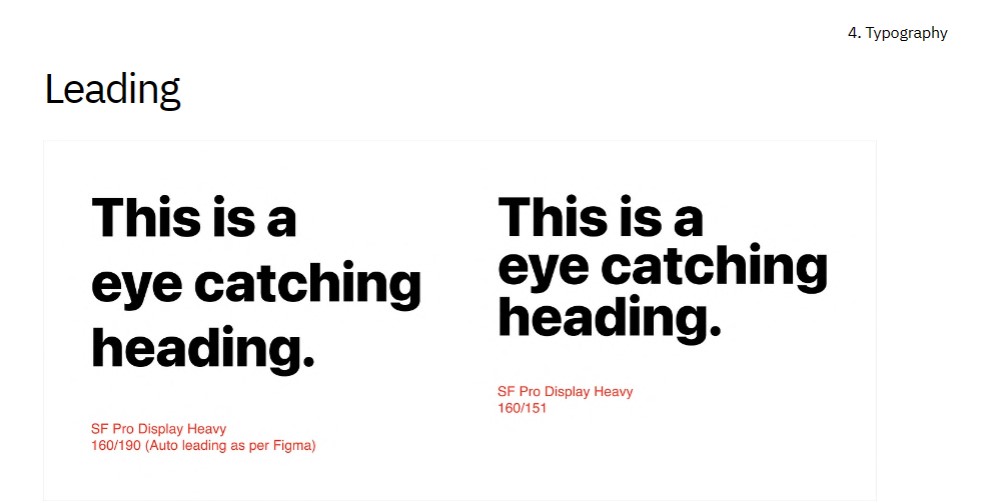 4. Typography
Leading
This is a
eye catching
heading.
SF Pro Display Heavy
160/190 (Auto leading as per Figma)
This is a
eye catching
heading.
SF Pro Display Heavy
160/151